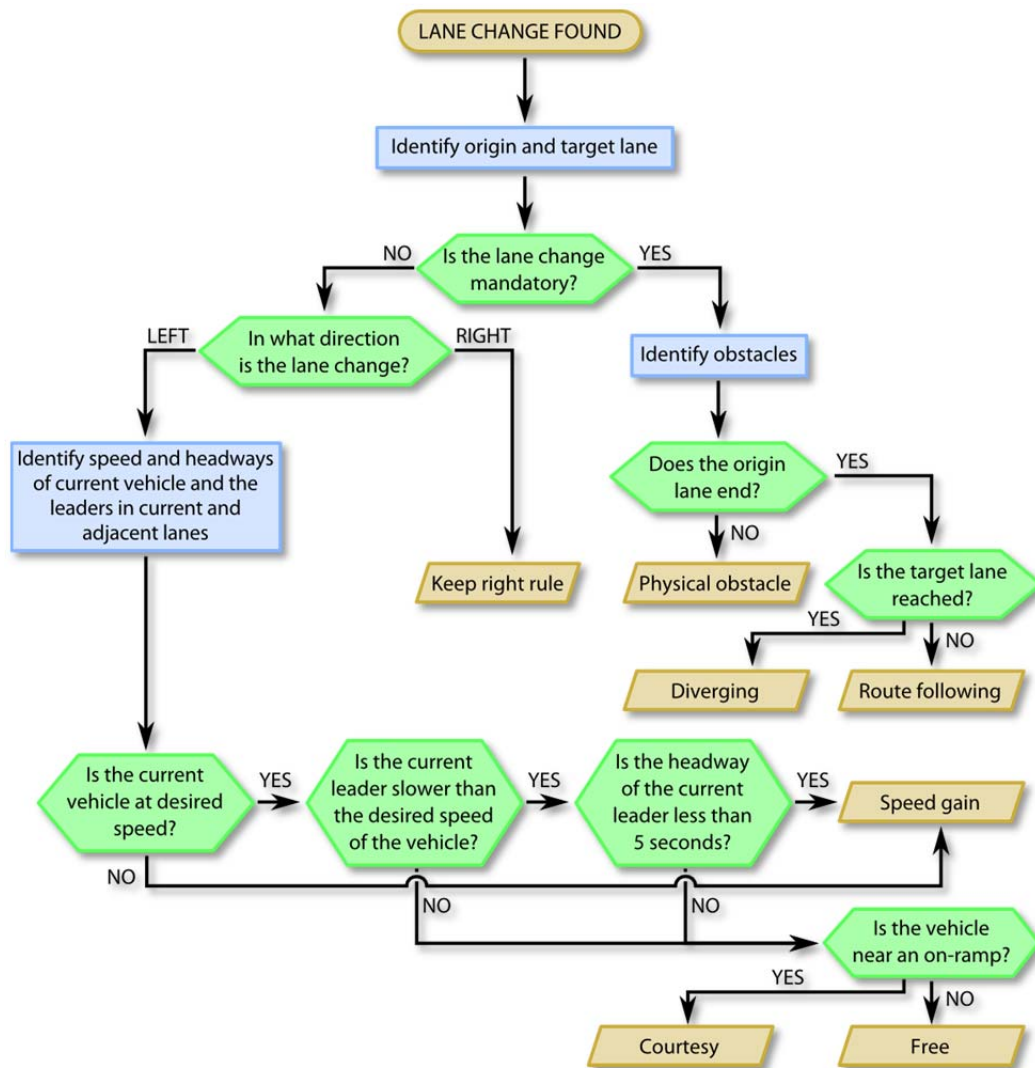 LANE CHANGE FOUND
Identify origin and target lane
Is the lane change
mandatory?
NO
YES
In what direction
is the lane change?
LEFT
RIGHT
Identify obstacles
Identify speed and headways
of current vehicle and the
leaders in current and
adjacent lanes
Does the origin
lane end?
YES
NO
Keep right rule
Physical obstacle
Is the target lane
reached?
YES
NO
Diverging
Route following
Is the current
vehicle at desired
speed?
YES
Is the current
leader slower than
the desired speed
of the vehicle?
YES
Is the headway
of the current
leader less than
5 seconds?
YES
Speed gain
NO
NO
NO
Is the vehicle
near an on-ramp?
YES
NO
Courtesy
Free